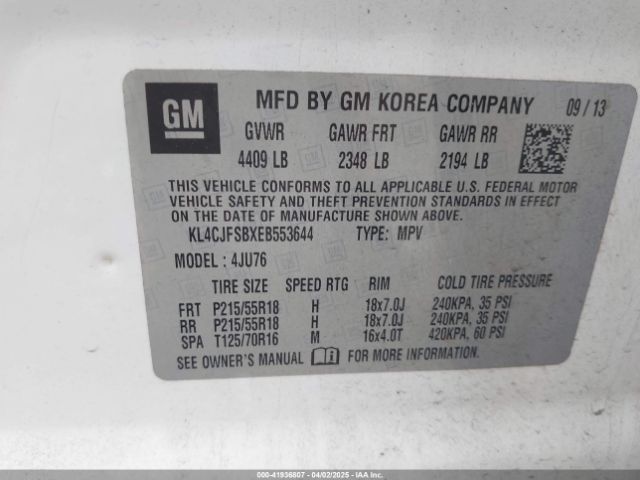 GM
MFD BY GM KOREA COMPANY 09/13
GVWR GAWR FRT GAWR RR
4409 LB 2348 LB 2194 LB
THIS VEHICLE CONFORMS TO ALL APPLICABLE U.S. FEDERAL MOTOR
VEHICLE SAFETY AND THEFT PREVENTION STANDARDS IN EFFECT
ON THE DATE OF MANUFACTURE SHOWN ABOVE.
KL4CJFSBXEB553644 TYPE: MPV
MODEL: 4JU76
TIRE SIZE SPEED RTG RIM COLD TIRE PRESSURE
FRT P215/55R18 H 18x7.0J 240KPA, 35 PSI
RR P215/55R18 H 18x7.0J 240KPA, 35 PSI
SPA T125/70R16 M 16x4.0T 420KPA, 60 PSI
SEE OWNER'S MANUAL FOR MORE INFORMATION.
000-41936807 - 04/02/2025 - IAAI.CA